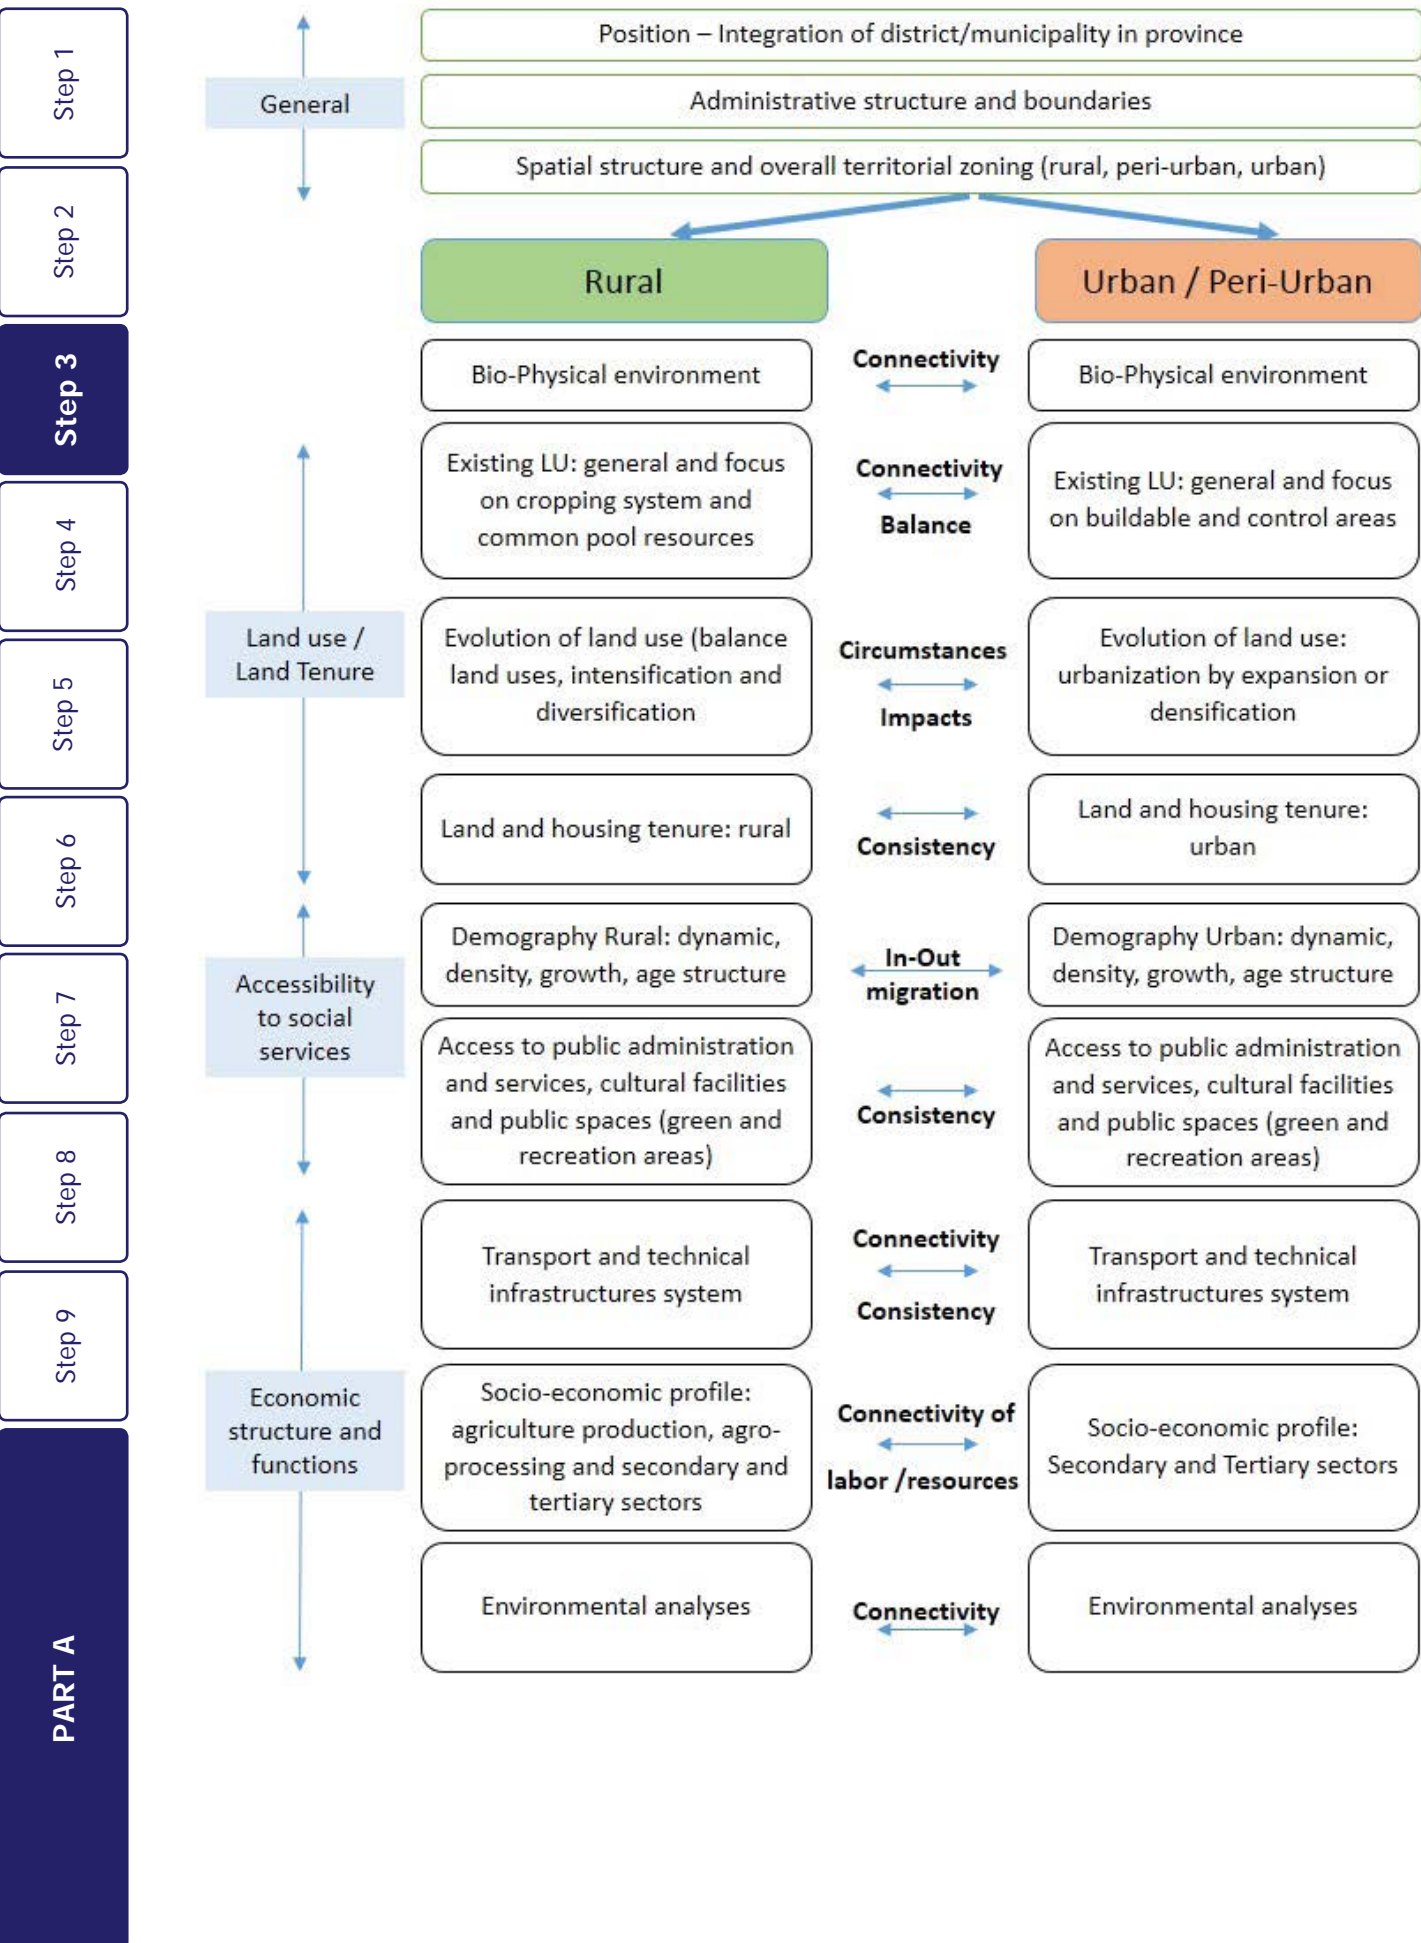 Step 1
Step 2
Step 3
Step 4
Step 5
Step 6
Step 7
Step 8
Step 9
PART A
General
Position – Integration of district/municipality in province
Administrative structure and boundaries
Spatial structure and overall territorial zoning (rural, peri-urban, urban)
Rural
Urban / Peri-Urban
Bio-Physical environment
Connectivity
Bio-Physical environment
Land use /
Land Tenure
Existing LU: general and focus
on cropping system and
common pool resources
Connectivity
Balance
Existing LU: general and focus
on buildable and control areas
Evolution of land use (balance
land uses, intensification and
diversification
Circumstances
Impacts
Evolution of land use:
urbanization by expansion or
densification
Land and housing tenure: rural
Consistency
Land and housing tenure:
urban
Accessibility
to social
services
Demography Rural: dynamic,
density, growth, age structure
In-Out
migration
Demography Urban: dynamic,
density, growth, age structure
Access to public administration
and services, cultural facilities
and public spaces (green and
recreation areas)
Consistency
Access to public administration
and services, cultural facilities
and public spaces (green and
recreation areas)
Economic
structure and
functions
Transport and technical
infrastructures system
Connectivity
Consistency
Transport and technical
infrastructures system
Socio-economic profile:
agriculture production, agro-
processing and secondary and
tertiary sectors
Connectivity of
labor /resources
Socio-economic profile:
Secondary and Tertiary sectors
Environmental analyses
Connectivity
Environmental analyses